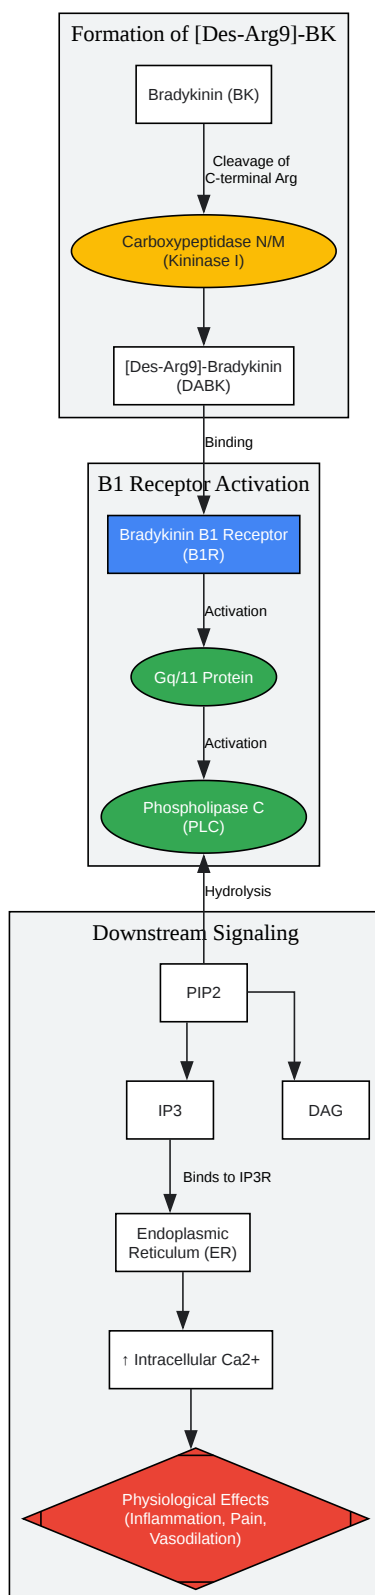 Formation of [Des-Arg9]-BK
Bradykinin (BK)
Cleavage of
C-terminal Arg
Carboxypeptidase N/M
(Kininase I)
[Des-Arg9]-Bradykinin
(DABK)
Binding
B1 Receptor Activation
Bradykinin B1 Receptor
(B1R)
Activation
Gq/11 Protein
Activation
Phospholipase C
(PLC)
Hydrolysis
Downstream Signaling
PIP2
IP3
DAG
Binds to IP3R
Endoplasmic
Reticulum (ER)
↑ Intracellular Ca2+
Physiological Effects
(Inflammation, Pain,
Vasodilation)